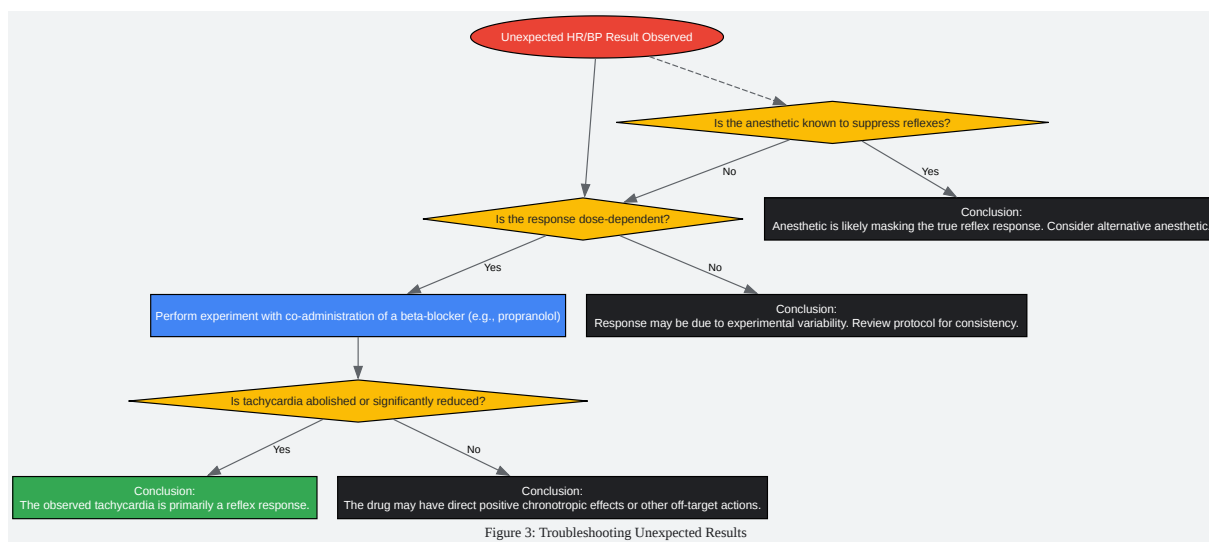 Unexpected HR/BP Result Observed
Is the anesthetic known to suppress reflexes?
No
Yes
Is the response dose-dependent?
Conclusion:
Anesthetic is likely masking the true reflex response. Consider alternative anesthetic.
Yes
No
Perform experiment with co-administration of a beta-blocker (e.g., propranolol)
Conclusion:
Response may be due to experimental variability. Review protocol for consistency.
Is tachycardia abolished or significantly reduced?
Yes
No
Conclusion:
The observed tachycardia is primarily a reflex response.
Conclusion:
The drug may have direct positive chronotropic effects or other off-target actions.
Figure 3: Troubleshooting Unexpected Results